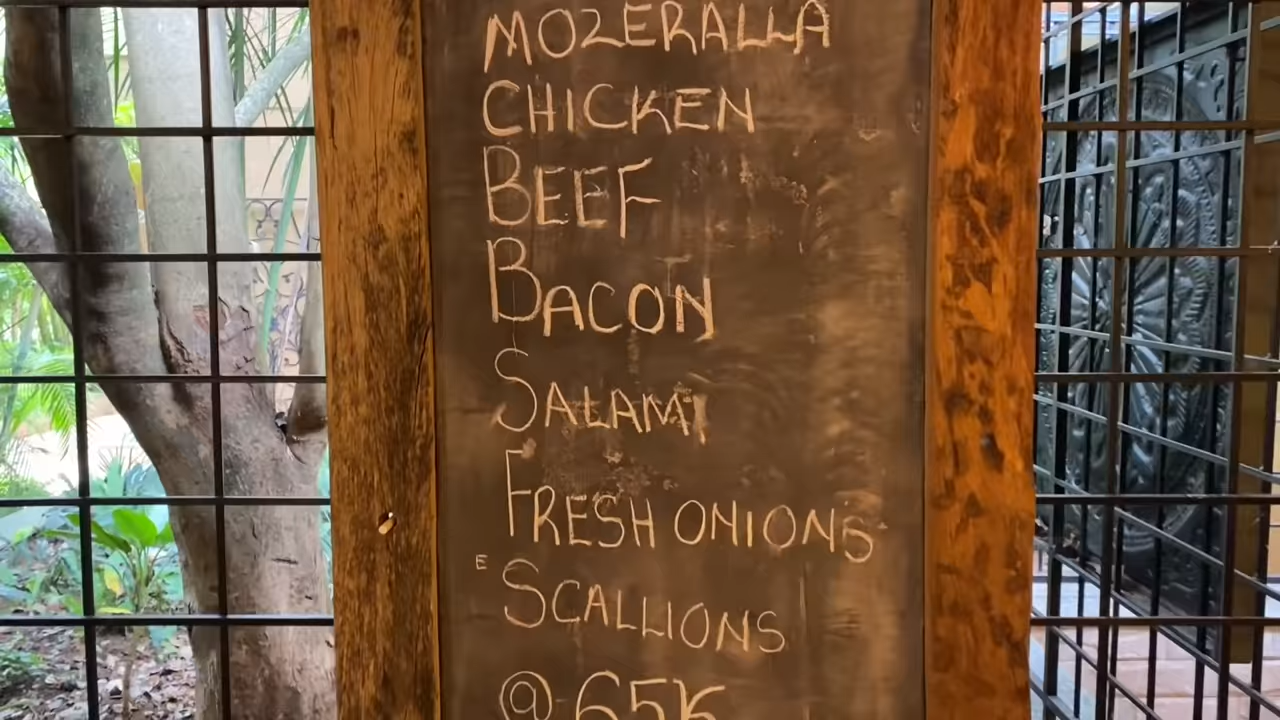 MOZERALLA
CHICKEN
BEEF
BACON
SALAMI
FRESH ONIONS
E SCALLIONS
@ 65K